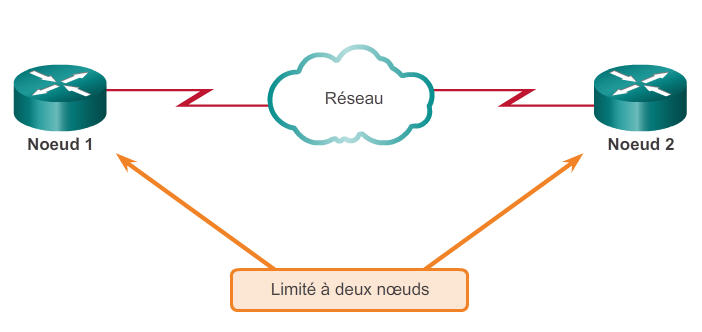 Réseau
Noeud 1
Noeud 2
Limité à deux nœuds